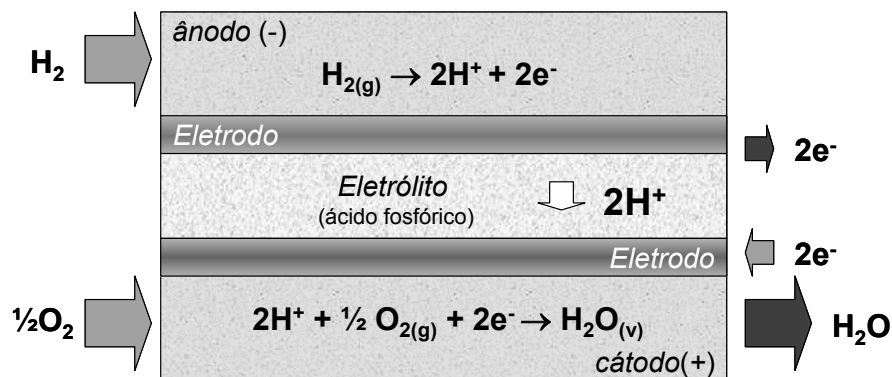 ânodo (-)
H₂
H₂(g) → 2H⁺ + 2e⁻
Eletrodo
2e⁻
Eletrólito
(ácido fosfórico)
2H⁺
Eletrodo
2e⁻
½O₂
2H⁺ + ½ O₂(g) + 2e⁻ → H₂O(v)
H₂O
cátodo(+)